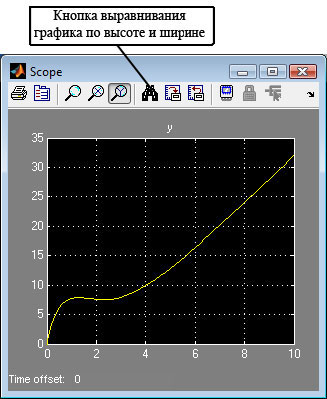 Кнопка выравнивания
графика по высоте и ширине
Scope
y
35
30
25
20
15
10
5
0
0 2 4 6 8 10
Time offset: 0